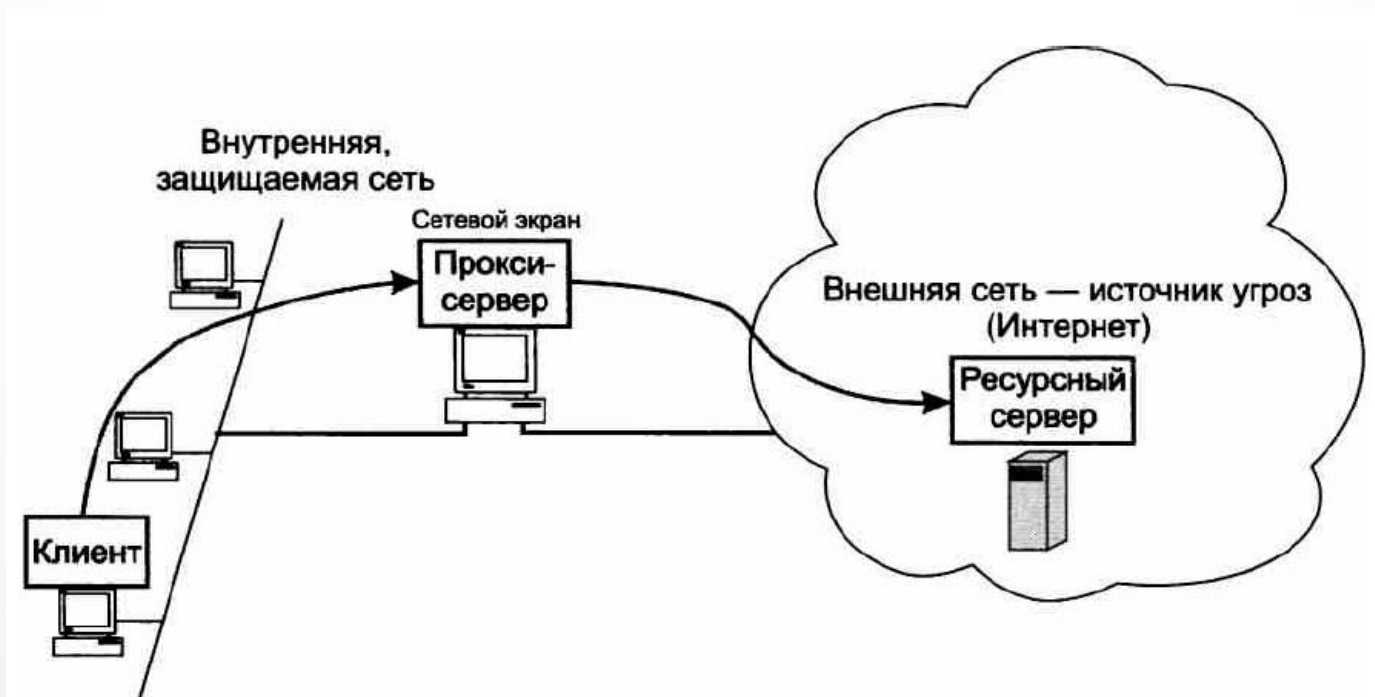 Внутренняя,
защищаемая сеть
Сетевой экран
Прокси-
сервер
Внешняя сеть — источник угроз
(Интернет)
Ресурсный
сервер
Клиент